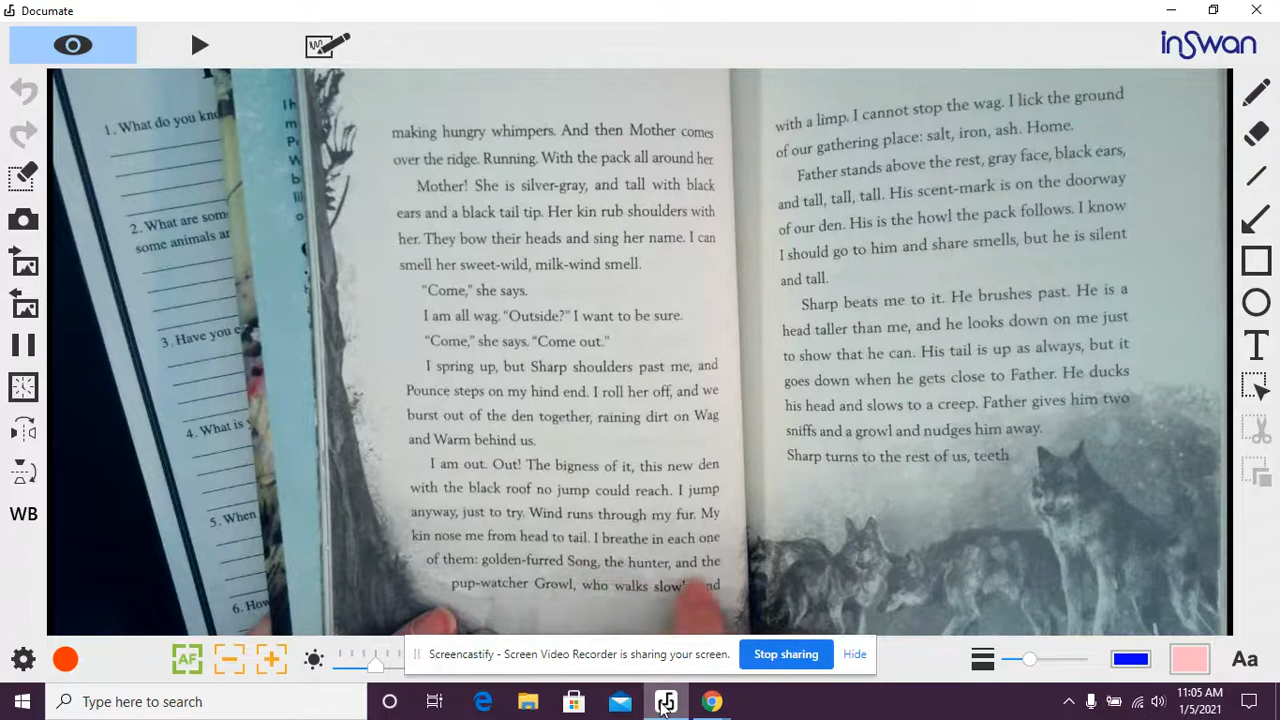 Documate
inSwan
1. What do you kno
2. What are som
some animals ar
3. Have you e
4. What is
5. When
6. How
making hungry whimpers. And then Mother comes
over the ridge. Running. With the pack all around her.
Mother! She is silver-gray, and tall with black
ears and a black tail tip. Her kin rub shoulders with
her. They bow their heads and sing her name. I can
smell her sweet-wild, milk-wind smell.
"Come," she says.
I am all wag. "Outside?" I want to be sure.
"Come," she says. "Come out."
I spring up, but Sharp shoulders past me, and
Pounce steps on my hind end. I roll her off, and we
burst out of the den together, raining dirt on Wag
and Warm behind us.
I am out. Out! The bigness of it, this new den
with the black roof no jump could reach. I jump
anyway, just to try. Wind runs through my fur. My
kin nose me from head to tail. I breathe in each one
of them: golden-furred Song, the hunter, and the
pup-watcher Growl, who walks slowly and
with a limp. I cannot stop the wag. I lick the ground
of our gathering place: salt, iron, ash. Home.
Father stands above the rest, gray face, black ears,
and tall, tall, tall. His scent-mark is on the doorway
of our den. His is the howl the pack follows. I know
I should go to him and share smells, but he is silent
and tall.
Sharp beats me to it. He brushes past. He is a
head taller than me, and he looks down on me just
to show that he can. His tail is up as always, but it
goes down when he gets close to Father. He ducks
his head and slows to a creep. Father gives him two
sniffs and a growl and nudges him away.
Sharp turns to the rest of us, teeth
WB
T
AF
Aa
Screencastify - Screen Video Recorder is sharing your screen.
Stop sharing
Hide
Type here to search
11:05 AM
1/5/2021